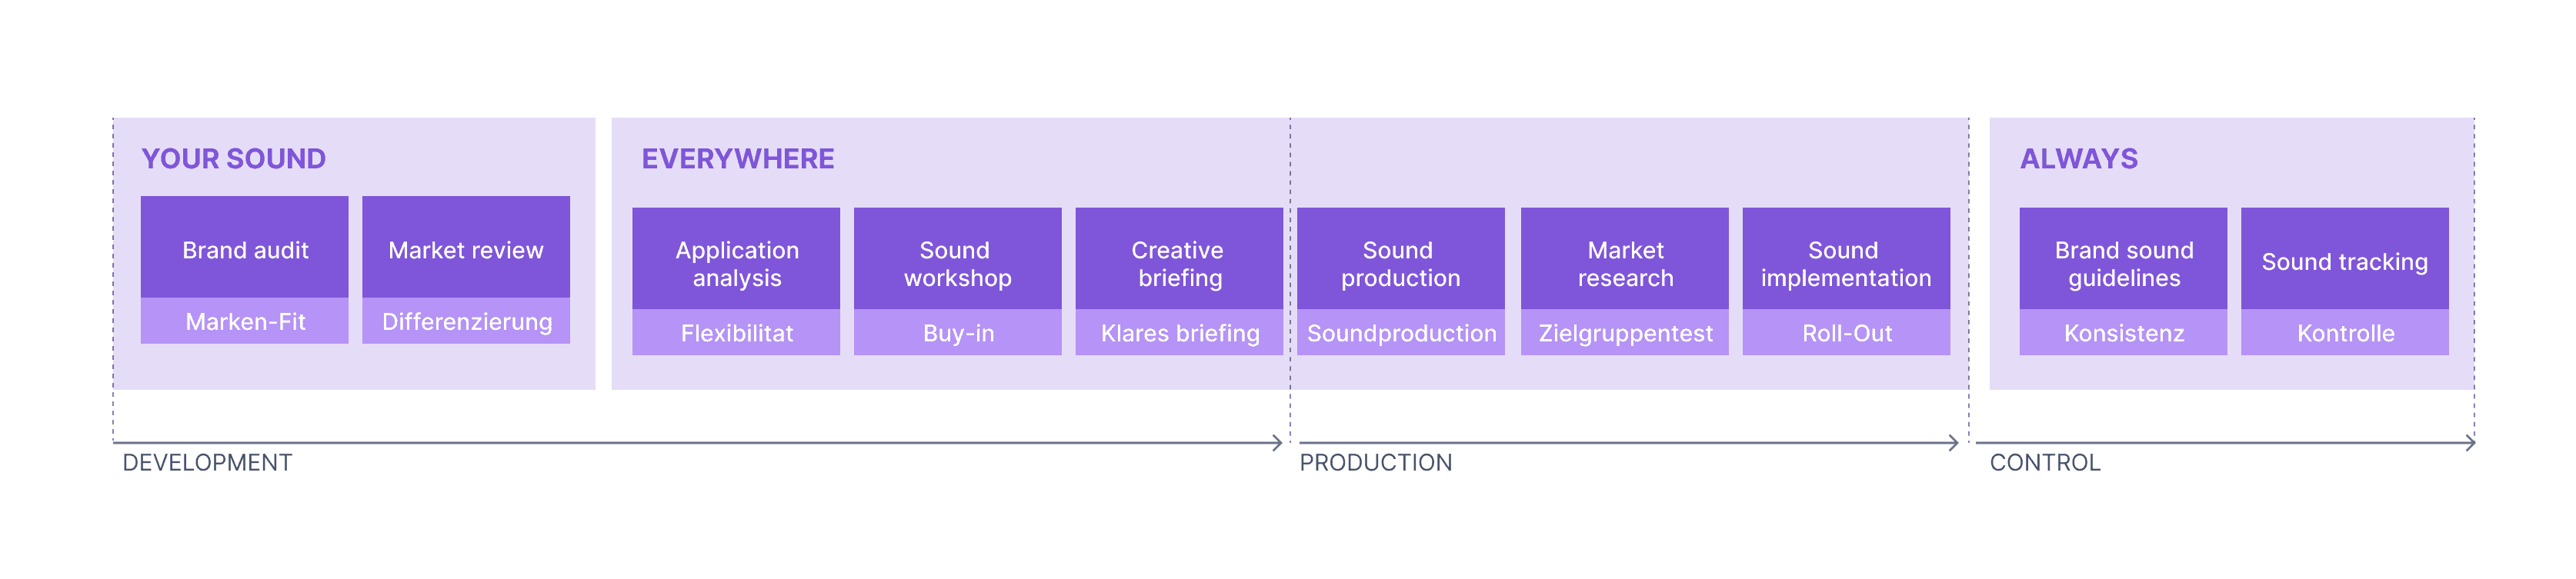 YOUR SOUND
Brand audit
Marken-Fit
Market review
Differenzierung
EVERYWHERE
Application
analysis
Flexibilitat
Sound
workshop
Buy-in
Creative
briefing
Klares briefing
Sound
production
Soundproduction
Market
research
Zielgruppentest
Sound
implementation
Roll-Out
ALWAYS
Brand sound
guidelines
Konsistenz
Sound tracking
Kontrolle
DEVELOPMENT
PRODUCTION
CONTROL